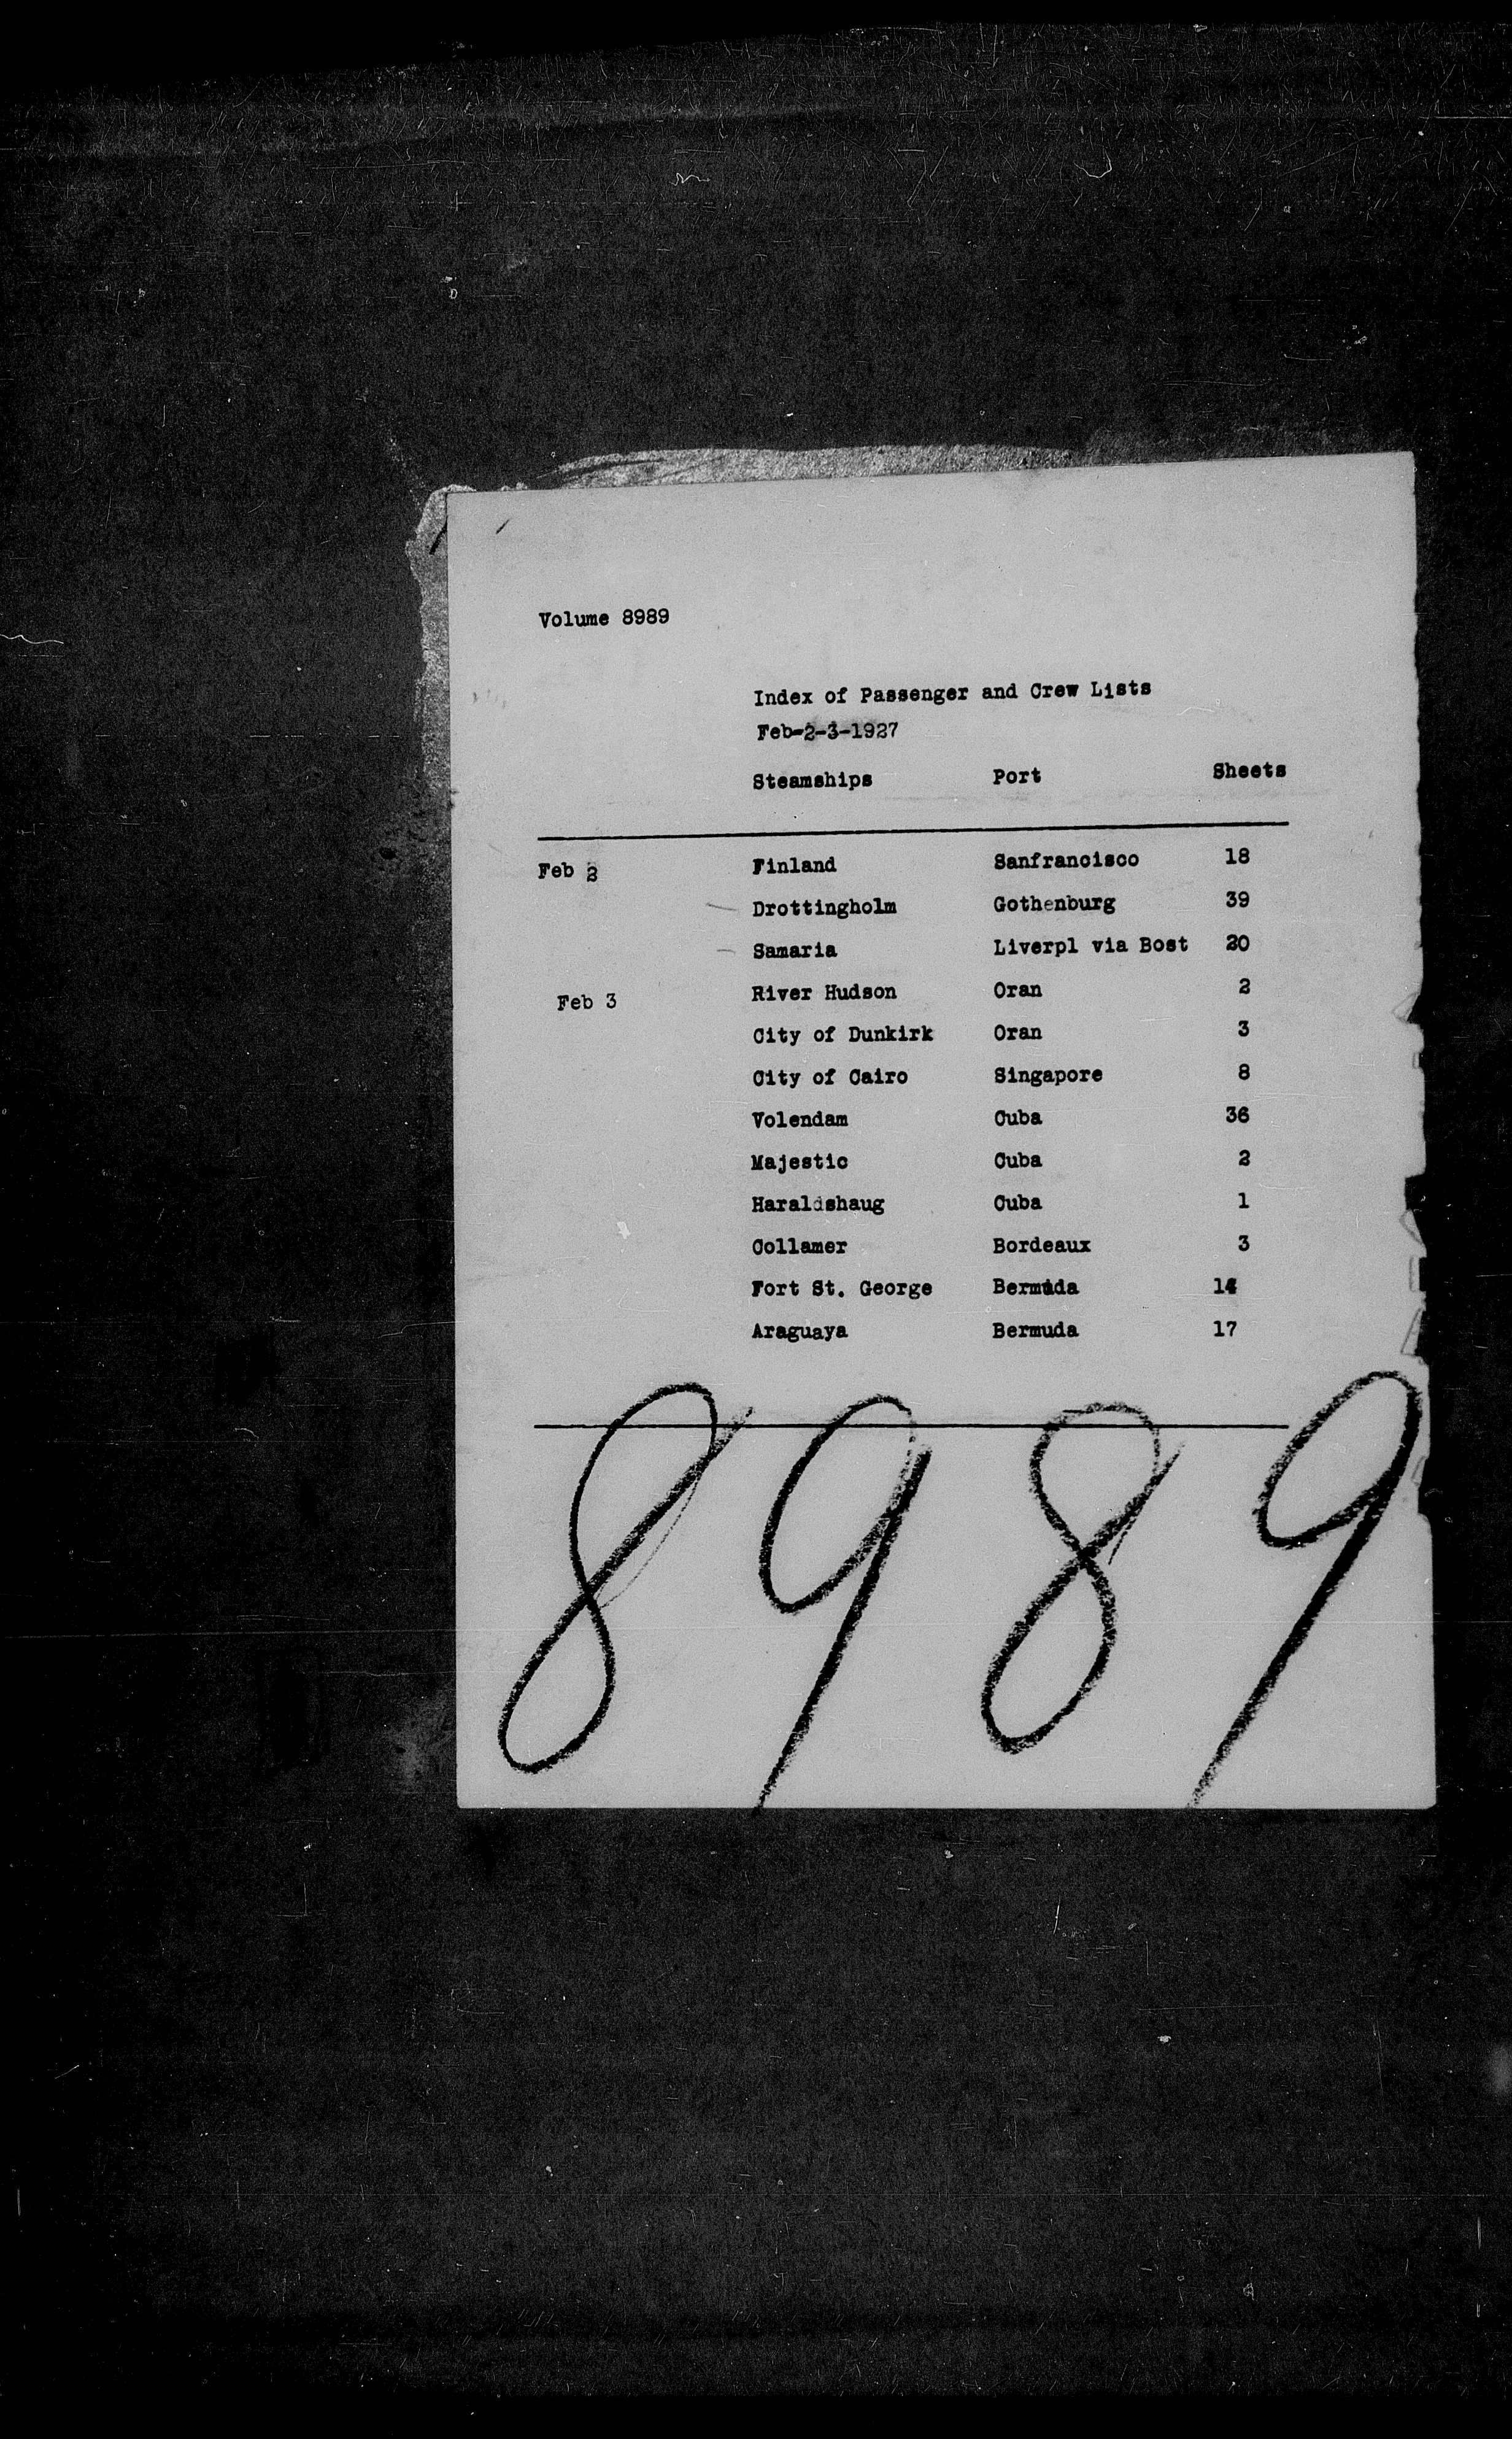 Volume 8989
Index of Passenger and Crew Lists
Feb-2-3-1927
Steamships Port Sheets
Feb 2 Finland Sanfrancisco 18
Drottingholm Gothenburg 39
Samaria Liverpl via Bost 20
Feb 3 River Hudson Oran 2
City of Dunkirk Oran 3
City of Cairo Singapore 8
Volendam Cuba 36
Majestic Cuba 2
Haraldshaug Cuba 1
Collamer Bordeaux 3
Fort St. George Bermuda
Araguaya Bermuda 17
8989